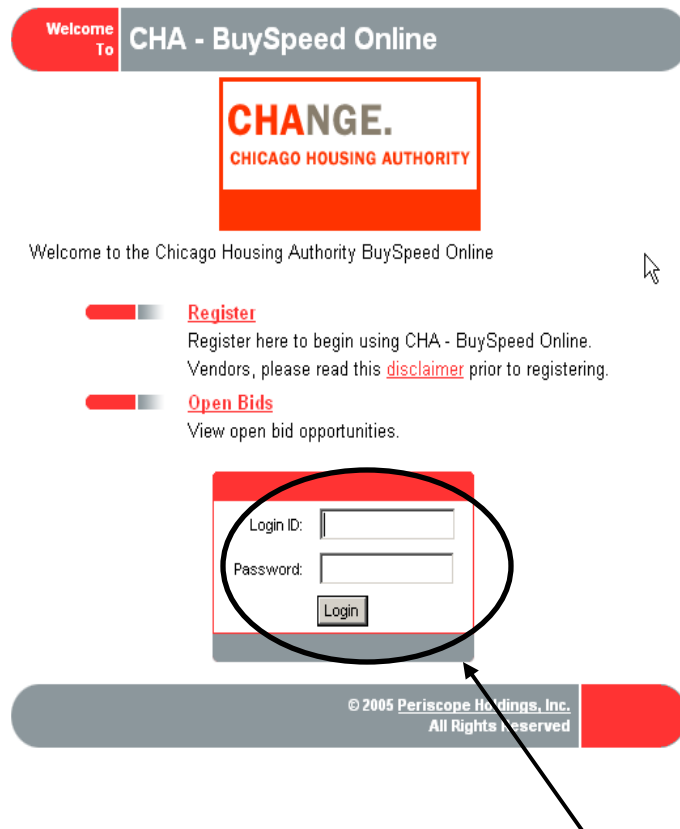 Welcome
To
CHA - BuySpeed Online
CHANGE.
CHICAGO HOUSING AUTHORITY
Welcome to the Chicago Housing Authority BuySpeed Online
Register
Register here to begin using CHA - BuySpeed Online.
Vendors, please read this disclaimer prior to registering.
Open Bids
View open bid opportunities.
Login ID:
Password:
Login
© 2005 Periscope Holdings, Inc.
All Rights Reserved